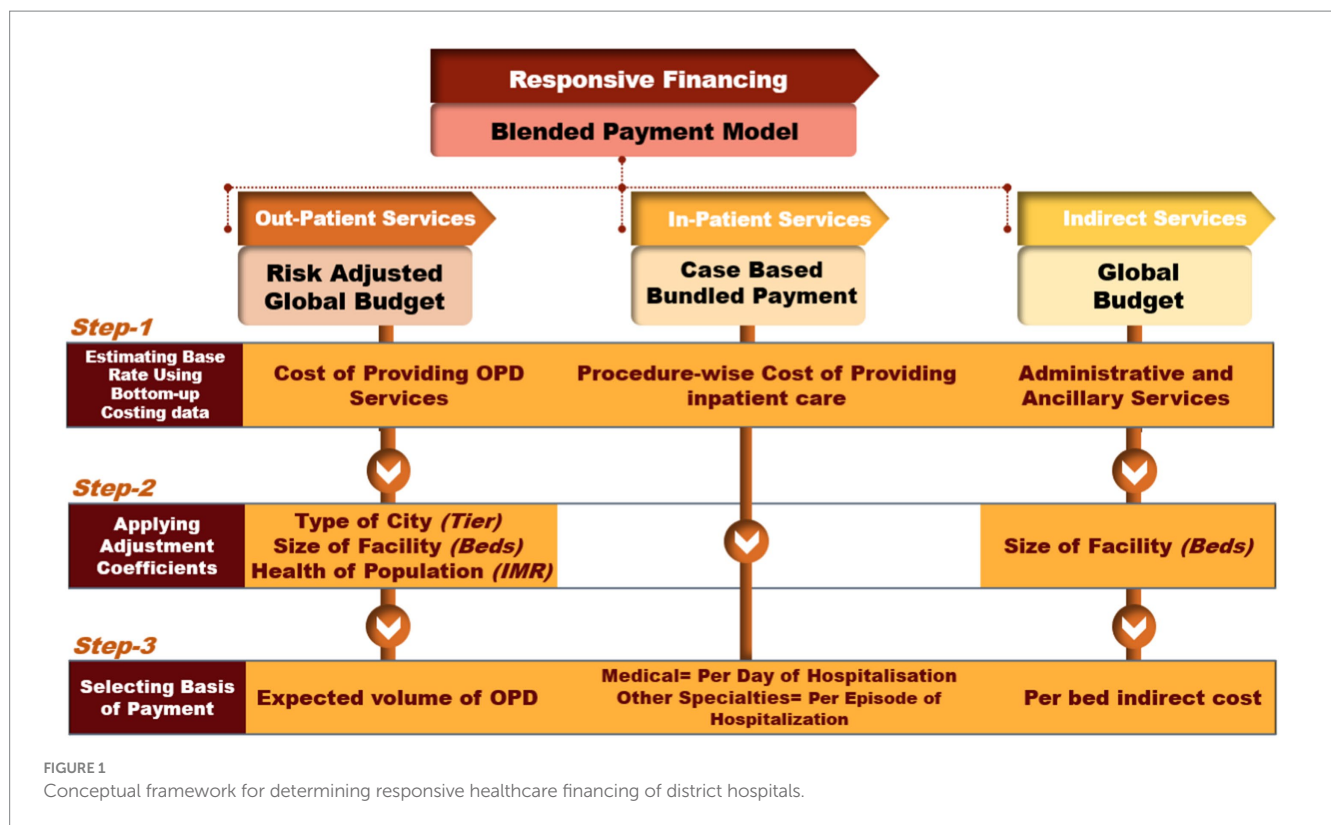 Responsive Financing
Blended Payment Model
Out-Patient Services
In-Patient Services
Indirect Services
Risk Adjusted
Global Budget
Case Based
Bundled Payment
Global
Budget
Step-1
Estimating Base
Rate Using
Bottom-up
Costing data
Cost of Providing OPD
Services
Procedure-wise Cost of Providing
inpatient care
Administrative and
Ancillary Services
Step-2
Applying
Adjustment
Coefficients
Type of City (Tier)
Size of Facility (Beds)
Health of Population (IMR)
Size of Facility (Beds)
Step-3
Selecting Basis
of Payment
Expected volume of OPD
Medical= Per Day of Hospitalisation
Other Specialties= Per Episode of
Hospitalization
Per bed indirect cost
FIGURE 1
Conceptual framework for determining responsive healthcare financing of district hospitals.